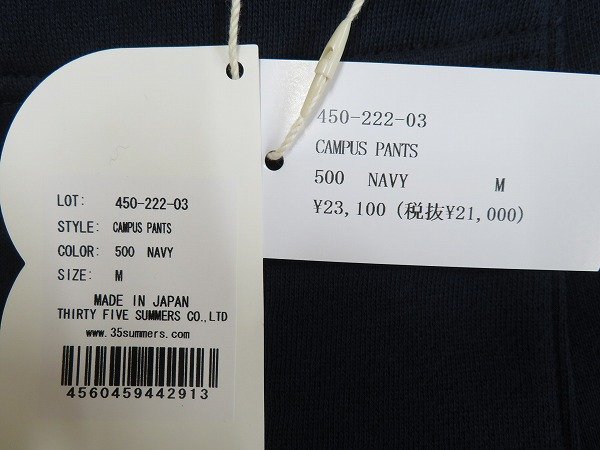 LOT: 450-222-03
STYLE: CAMPUS PANTS
COLOR: 500 NAVY
SIZE: M
MADE IN JAPAN
THIRTY FIVE SUMMERS CO.,LTD
www.35summers.com
4560459442913
450-222-03
CAMPUS PANTS
500 NAVY M
¥23,100 (税抜¥21,000)